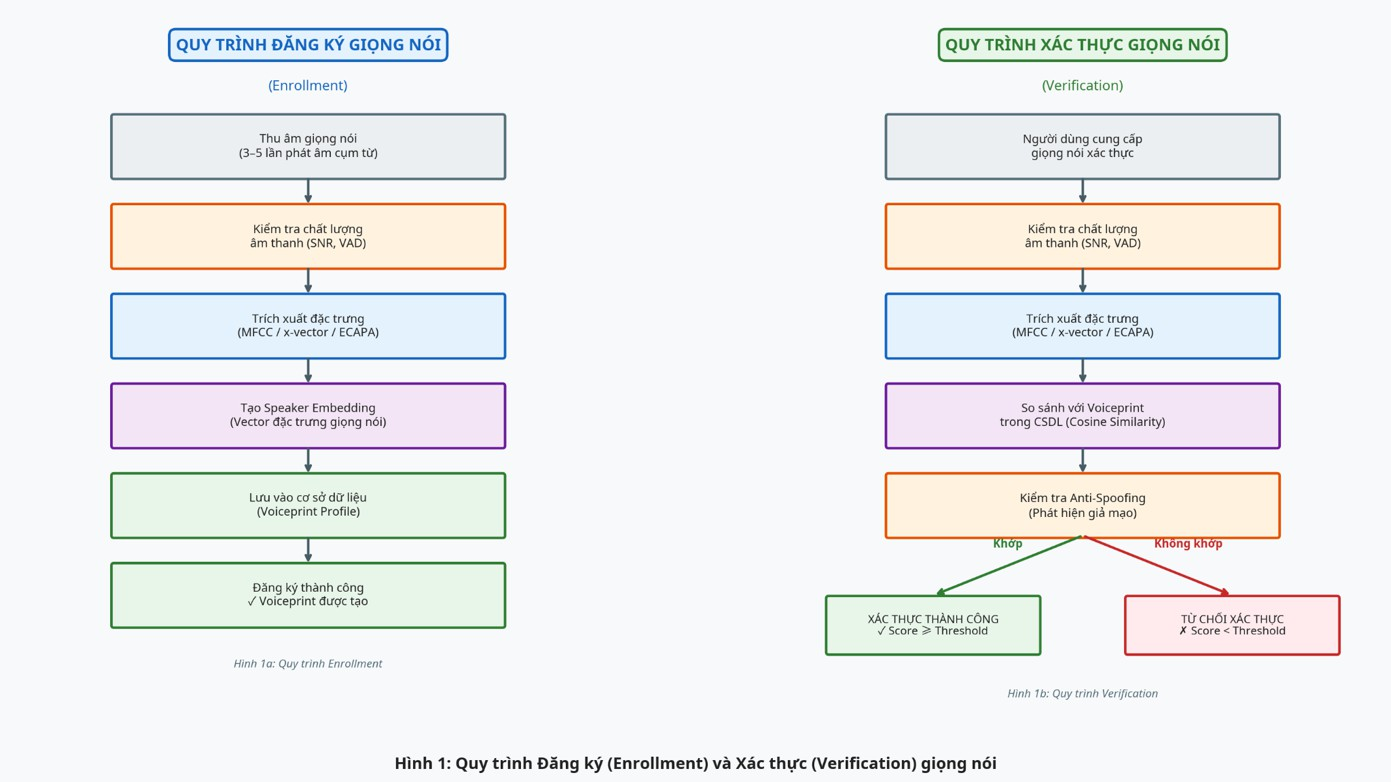 QUY TRÌNH ĐĂNG KÝ GIỌNG NÓI
(Enrollment)
Thu âm giọng nói
(3–5 lần phát âm cụm từ)
Kiểm tra chất lượng
âm thanh (SNR, VAD)
Trích xuất đặc trưng
(MFCC / x-vector / ECAPA)
Tạo Speaker Embedding
(Vector đặc trưng giọng nói)
Lưu vào cơ sở dữ liệu
(Voiceprint Profile)
Đăng ký thành công
✓ Voiceprint được tạo
Hình 1a: Quy trình Enrollment
QUY TRÌNH XÁC THỰC GIỌNG NÓI
(Verification)
Người dùng cung cấp
giọng nói xác thực
Kiểm tra chất lượng
âm thanh (SNR, VAD)
Trích xuất đặc trưng
(MFCC / x-vector / ECAPA)
So sánh với Voiceprint
trong CSDL (Cosine Similarity)
Kiểm tra Anti-Spoofing
(Phát hiện giả mạo)
Khớp
Không khớp
XÁC THỰC THÀNH CÔNG
✓ Score ⩾ Threshold
TỪ CHỐI XÁC THỰC
✗ Score < Threshold
Hình 1b: Quy trình Verification
Hình 1: Quy trình Đăng ký (Enrollment) và Xác thực (Verification) giọng nói